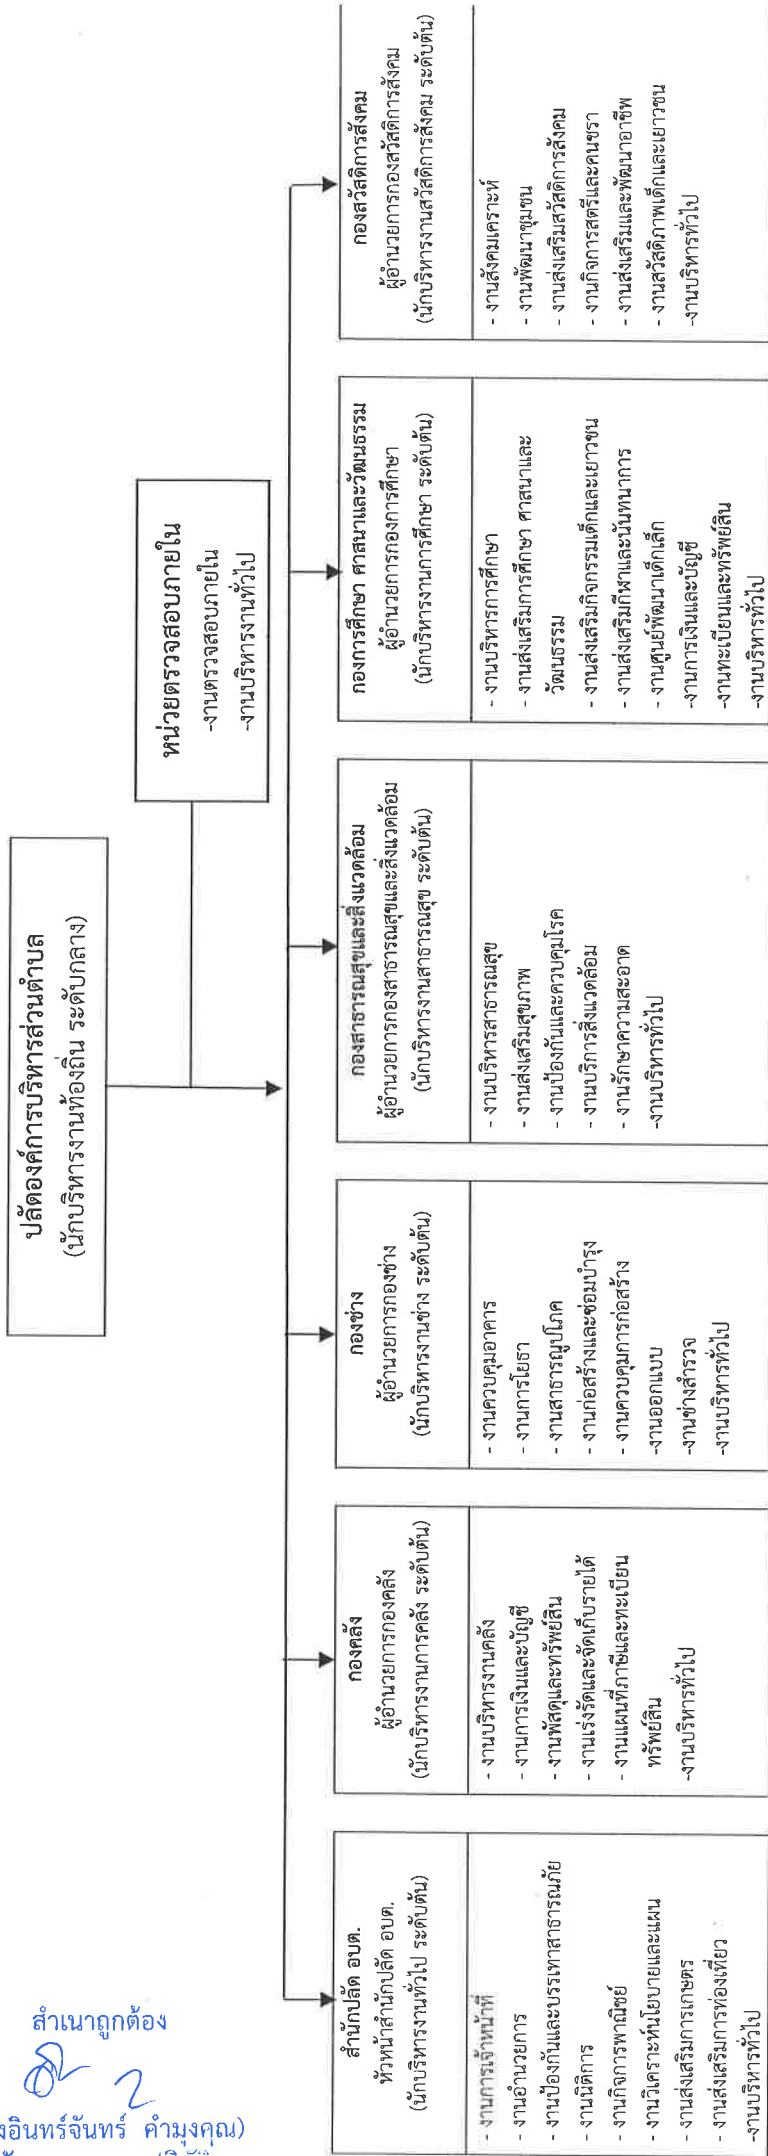 ปลัดองค์การบริหารส่วนตำบล
(นักบริหารงานท้องถิ่น ระดับกลาง)
หน่วยตรวจสอบภายใน
-งานตรวจสอบภายใน
-งานบริหารงานทั่วไป
สำนักปลัด อบต.
หัวหน้าสำนักปลัด อบต.
(นักบริหารงานทั่วไป ระดับต้น)
- งานการเจ้าหน้าที่
- งานอำนวยการ
- งานป้องกันและบรรเทาสาธารณภัย
- งานนิติการ
- งานกิจการพาณิชย์
- งานวิเคราะห์นโยบายและแผน
- งานส่งเสริมการเกษตร
- งานส่งเสริมการท่องเที่ยว
-งานบริหารทั่วไป
กองคลัง
ผู้อำนวยการกองคลัง
(นักบริหารงานการคลัง ระดับต้น)
- งานบริหารงานคลัง
- งานการเงินและบัญชี
- งานพัสดุและทรัพย์สิน
- งานเร่งรัดและจัดเก็บรายได้
- งานแผนที่ภาษีและทะเบียน
ทรัพย์สิน
-งานบริหารทั่วไป
กองช่าง
ผู้อำนวยการกองช่าง
(นักบริหารงานช่าง ระดับต้น)
- งานควบคุมอาคาร
- งานการโยธา
- งานสาธารณูปโภค
- งานก่อสร้างและซ่อมบำรุง
- งานควบคุมการก่อสร้าง
-งานออกแบบ
-งานช่างสำรวจ
-งานบริหารทั่วไป
กองสาธารณสุขและสิ่งแวดล้อม
ผู้อำนวยการกองสาธารณสุขและสิ่งแวดล้อม
(นักบริหารงานสาธารณสุข ระดับต้น)
- งานบริหารสาธารณสุข
- งานส่งเสริมสุขภาพ
- งานป้องกันและควบคุมโรค
- งานบริการสิ่งแวดล้อม
- งานรักษาความสะอาด
-งานบริหารทั่วไป
กองการศึกษา ศาสนาและวัฒนธรรม
ผู้อำนวยการกองการศึกษา
(นักบริหารงานการศึกษา ระดับต้น)
- งานบริหารการศึกษา
- งานส่งเสริมการศึกษา ศาสนาและ
วัฒนธรรม
- งานส่งเสริมกิจกรรมเด็กและเยาวชน
- งานส่งเสริมกีฬาและนันทนาการ
- งานศูนย์พัฒนาเด็กเล็ก
-งานการเงินและบัญชี
-งานทะเบียนและทรัพย์สิน
-งานบริหารทั่วไป
กองสวัสดิการสังคม
ผู้อำนวยการกองสวัสดิการสังคม
(นักบริหารงานสวัสดิการสังคม ระดับต้น)
- งานสังคมเคราะห์
- งานพัฒนาชุมชน
- งานส่งเสริมสวัสดิการสังคม
- งานกิจการสตรีและคนชรา
- งานส่งเสริมและพัฒนาอาชีพ
- งานสวัสดิภาพเด็กและเยาวชน
-งานบริหารทั่วไป
สำเนาถูกต้อง
งอินทร์จันทร์ คำมุงคุณ)